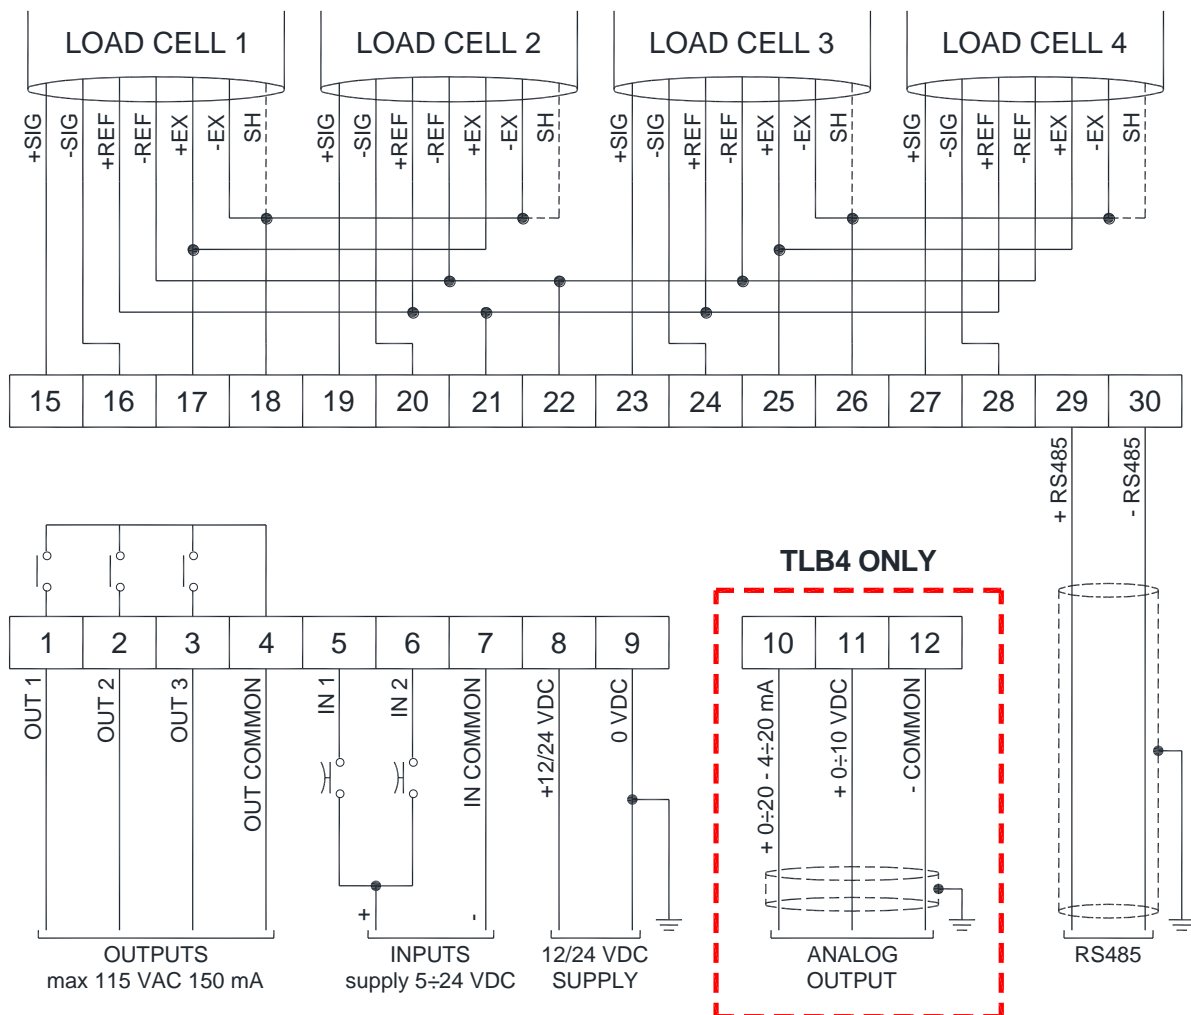 LOAD CELL 1
LOAD CELL 2
LOAD CELL 3
LOAD CELL 4
+SIG
-SIG
+REF
-REF
+EX
-EX
SH
+SIG
-SIG
+REF
-REF
+EX
-EX
SH
+SIG
-SIG
+REF
-REF
+EX
-EX
SH
+SIG
-SIG
+REF
-REF
+EX
-EX
SH
15
16
17
18
19
20
21
22
23
24
25
26
27
28
29
30
+ RS485
- RS485
TLB4 ONLY
1
2
3
4
5
6
7
8
9
10
11
12
OUT 1
OUT 2
OUT 3
OUT COMMON
IN 1
IN 2
IN COMMON
+12/24 VDC
0 VDC
+ 0÷20 - 4÷20 mA
+ 0÷10 VDC
- COMMON
+
-
OUTPUTS
max 115 VAC 150 mA
INPUTS
supply 5÷24 VDC
12/24 VDC
SUPPLY
ANALOG
OUTPUT
RS485